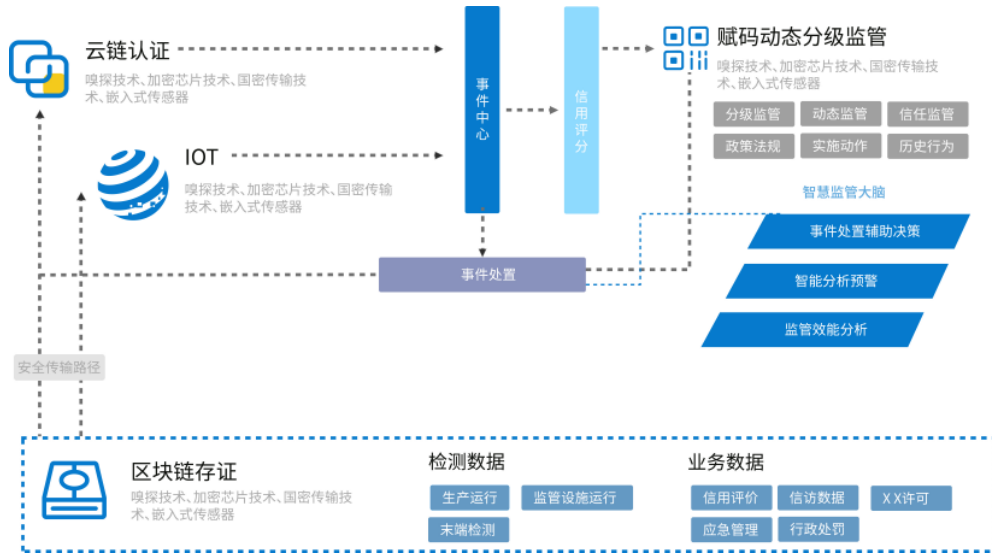 云链认证
嗅探技术、加密芯片技术、国密传输技
术、嵌入式传感器
IOT
嗅探技术、加密芯片技术、国密传输
技术、嵌入式传感器
事件中心
信用评分
赋码动态分级监管
嗅探技术、加密芯片技术、国密传输技
术、嵌入式传感器
分级监管 动态监管 信任监管
政策法规 实施动作 历史行为
智慧监管大脑
事件处置辅助决策
智能分析预警
监管效能分析
事件处置
安全传输路径
区块链存证
嗅探技术、加密芯片技术、国密传输技
术、嵌入式传感器
检测数据
生产运行 监管设施运行
末端检测
业务数据
信用评价 信访数据 X X许可
应急管理 行政处罚